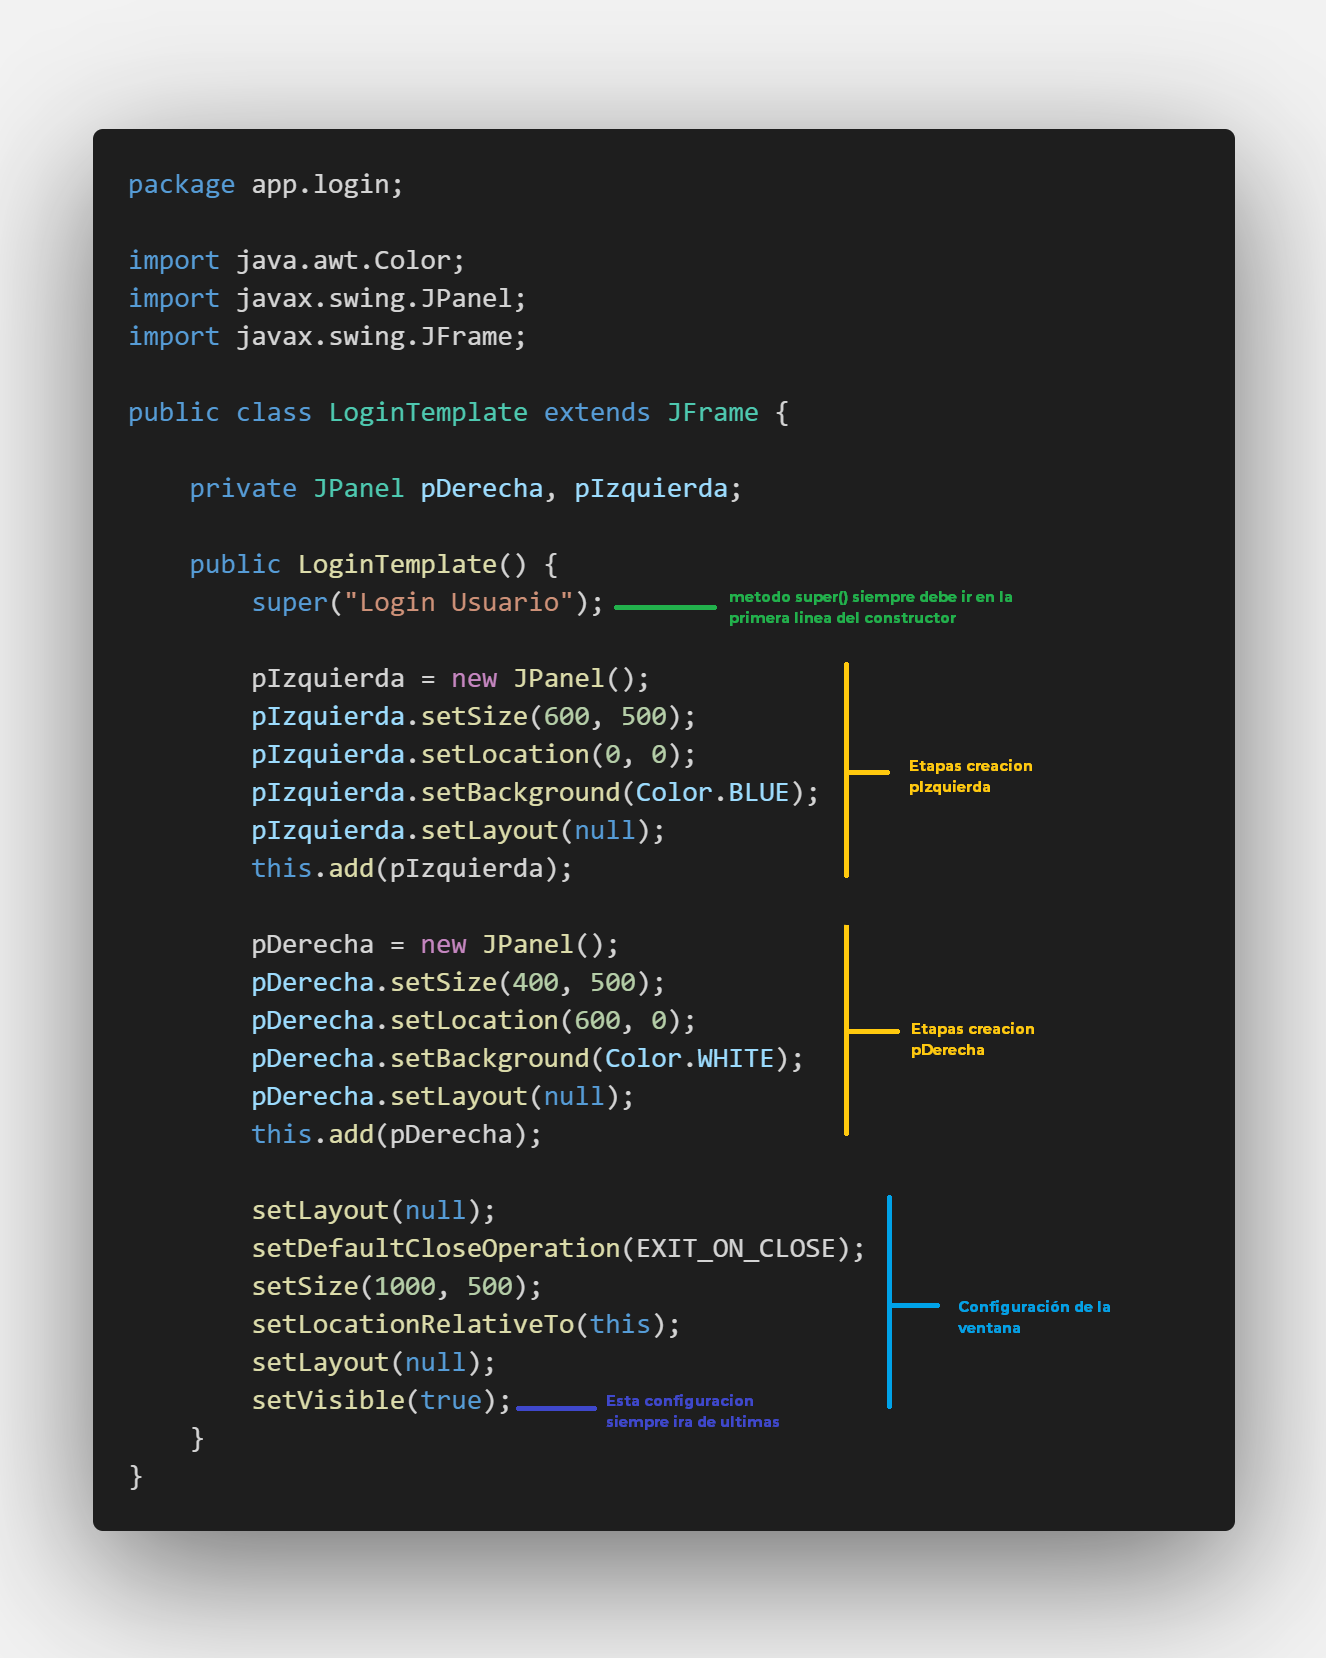 package app.login;
import java.awt.Color;
import javax.swing.JPanel;
import javax.swing.JFrame;
public class LoginTemplate extends JFrame {
private JPanel pDerecha, pIzquierda;
public LoginTemplate() {
super("Login Usuario");
metodo super() siempre debe ir en la
primera linea del constructor
pIzquierda = new JPanel();
pIzquierda.setSize(600, 500);
pIzquierda.setLocation(0, 0);
pIzquierda.setBackground(Color.BLUE);
pIzquierda.setLayout(null);
this.add(pIzquierda);
Etapas creacion
pIzquierda
pDerecha = new JPanel();
pDerecha.setSize(400, 500);
pDerecha.setLocation(600, 0);
pDerecha.setBackground(Color.WHITE);
pDerecha.setLayout(null);
this.add(pDerecha);
Etapas creacion
pDerecha
setLayout(null);
setDefaultCloseOperation(EXIT_ON_CLOSE);
setSize(1000, 500);
setLocationRelativeTo(this);
setLayout(null);
setVisible(true);
Configuración de la
ventana
Esta configuracion
siempre ira de ultimas
}
}